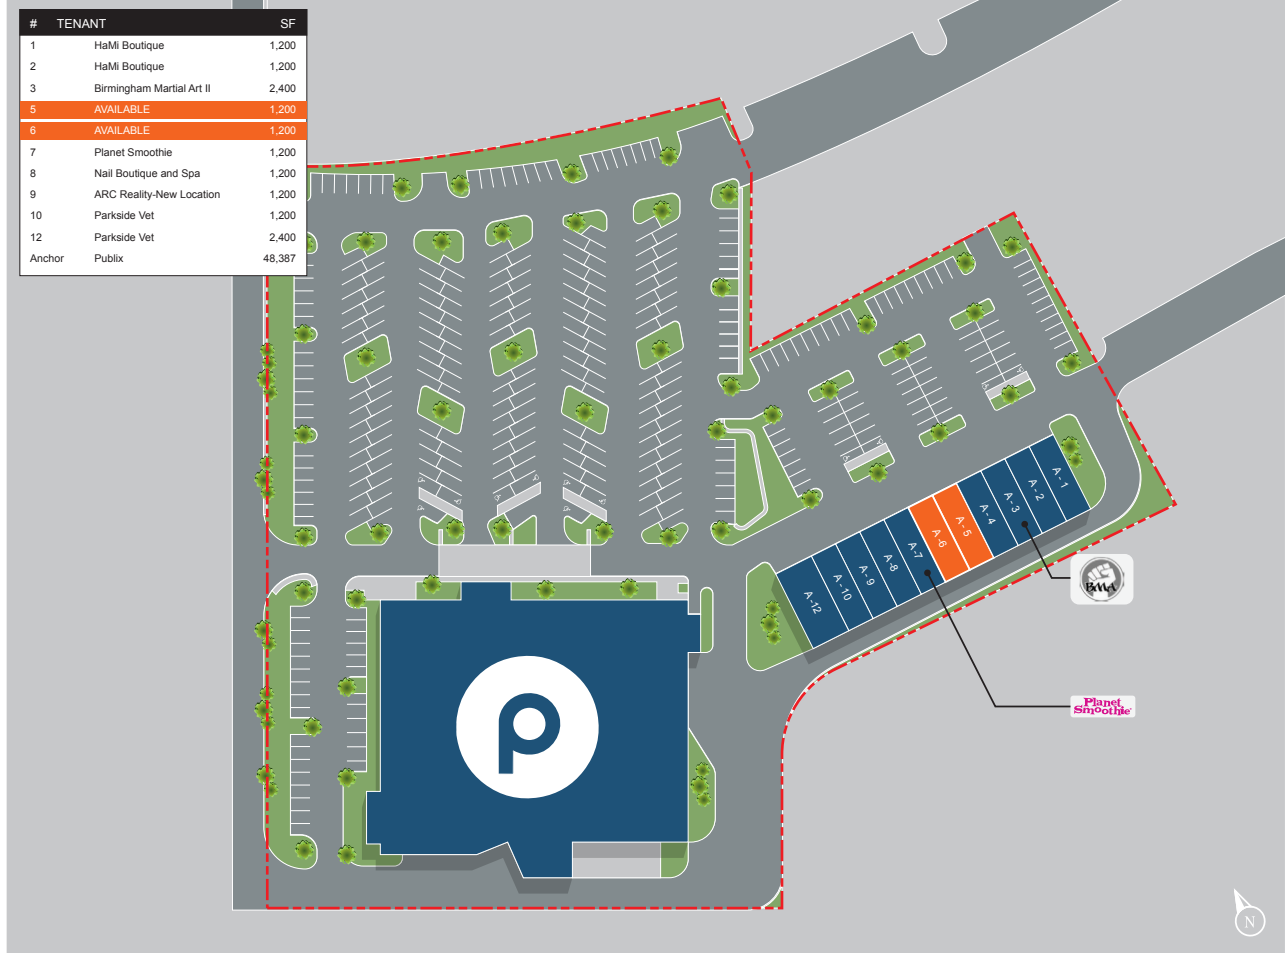 # TENANT SF
1 HaMi Boutique 1,200
2 HaMi Boutique 1,200
3 Birmingham Martial Art II 2,400
5 AVAILABLE 1,200
6 AVAILABLE 1,200
7 Planet Smoothie 1,200
8 Nail Boutique and Spa 1,200
9 ARC Reality-New Location 1,200
10 Parkside Vet 1,200
12 Parkside Vet 2,400
Anchor Publix 48,387
A - 1
A - 2
A - 3
A - 4
A - 5
A - 6
A - 7
A - 8
A - 9
A - 10
A - 12
BMA
Planet
Smoothie
p
N